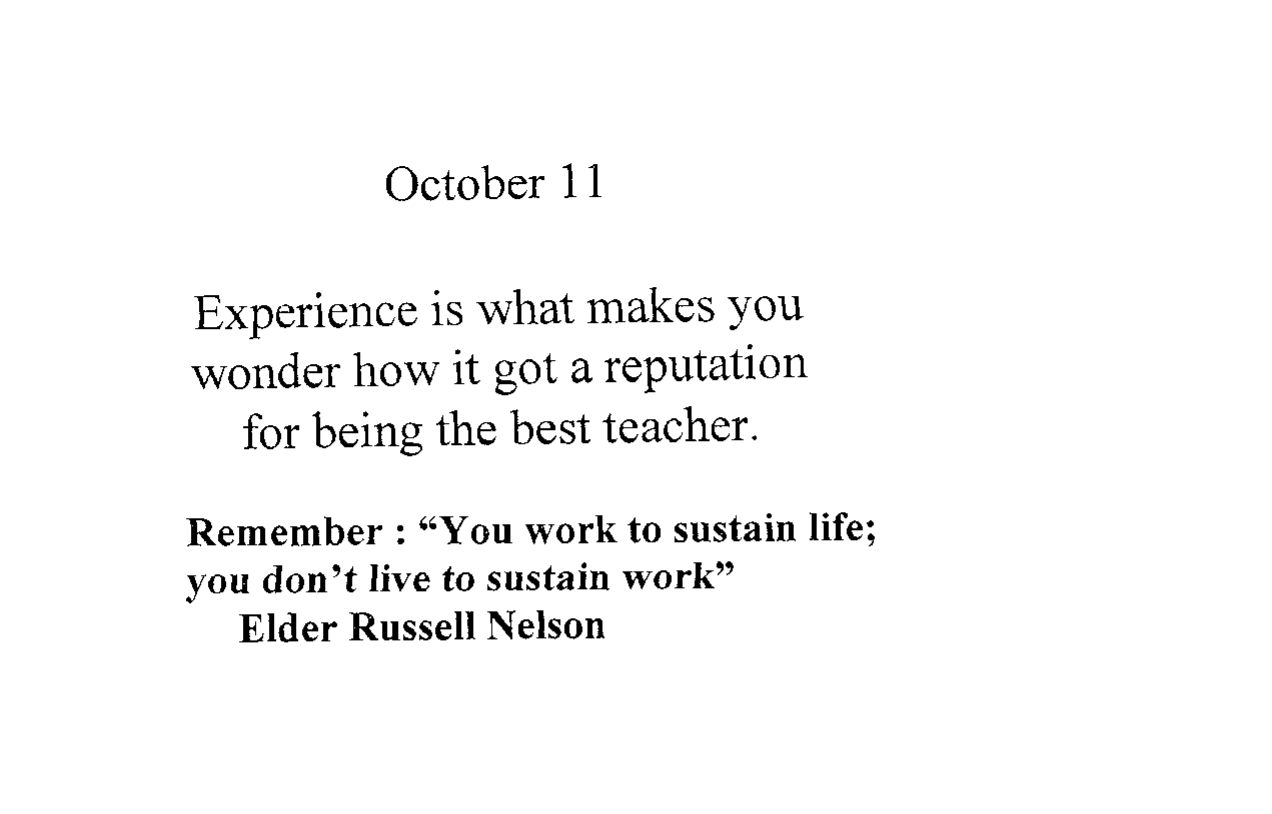 October 11
Experience is what makes you
wonder how it got a reputation
for being the best teacher.
Remember : “You work to sustain life;
you don’t live to sustain work”
Elder Russell Nelson